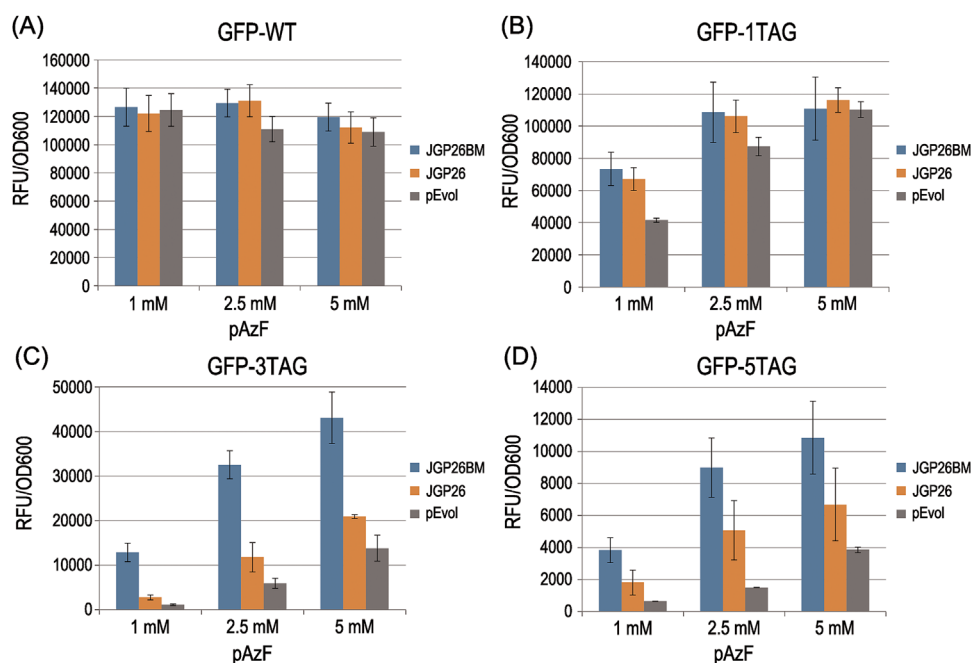 (A)
GFP-WT
RFU/OD600
160000
140000
120000
100000
80000
60000
40000
20000
0
1 mM
2.5 mM
5 mM
pAzF
JGP26BM
JGP26
pEvol
(B)
GFP-1TAG
RFU/OD600
140000
120000
100000
80000
60000
40000
20000
0
1 mM
2.5 mM
5 mM
pAzF
JGP26BM
JGP26
pEvol
(C)
GFP-3TAG
RFU/OD600
50000
40000
30000
20000
10000
0
1 mM
2.5 mM
5 mM
pAzF
JGP26BM
JGP26
pEvol
(D)
GFP-5TAG
RFU/OD600
14000
12000
10000
8000
6000
4000
2000
0
1 mM
2.5 mM
5 mM
pAzF
JGP26BM
JGP26
pEvol